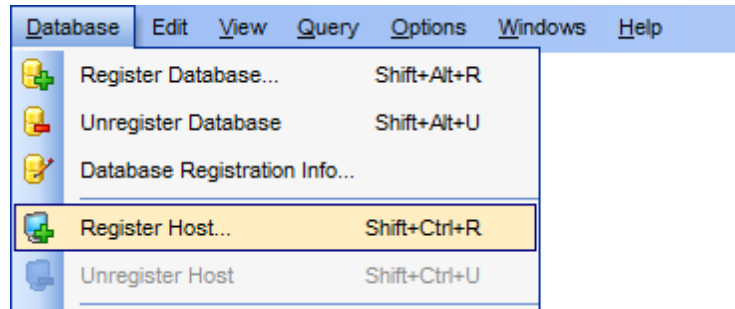 Database Edit View Query Options Windows Help
Register Database... Shift+Alt+R
Unregister Database Shift+Alt+U
Database Registration Info...
Register Host... Shift+Ctrl+R
Unregister Host Shift+Ctrl+U